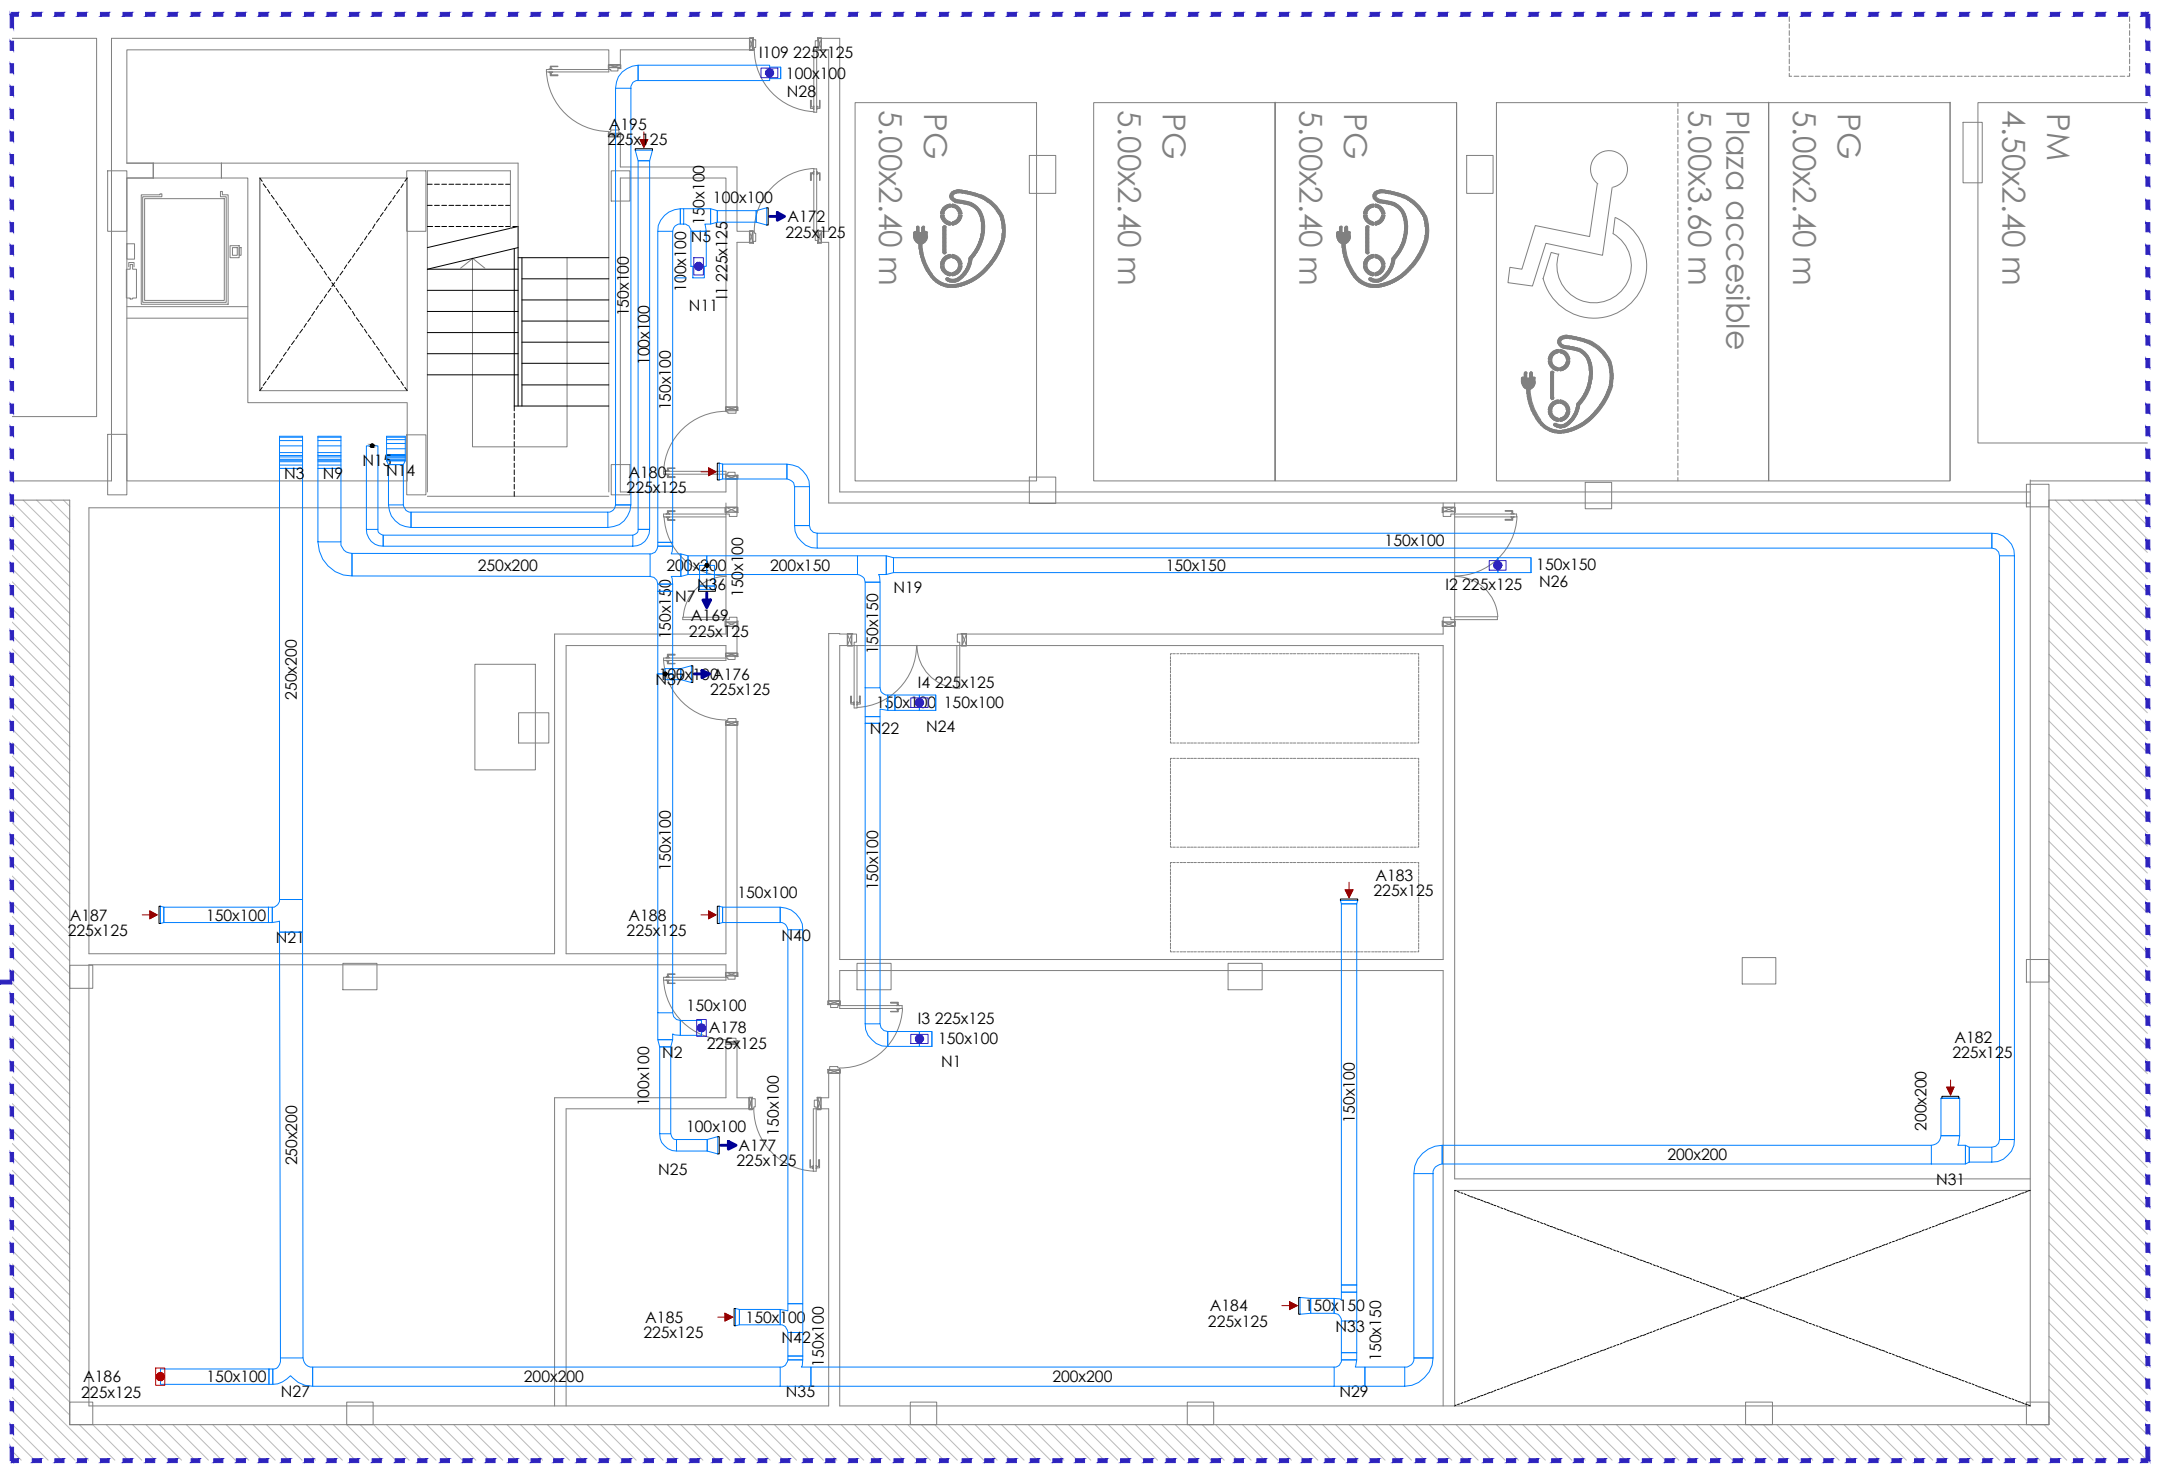 I109 225x125
100x100
N28
A195
225x125
150x100
100x100
A172
225x125
N5
100x100
I1 225x125
N11
150x100
100x100
150x100
PG
5.00x2.40 m
PG
5.00x2.40 m
PG
5.00x2.40 m
Plaza accesible
5.00x3.60 m
PG
5.00x2.40 m
PM
4.50x2.40 m
N3
N9
N15
N14
A180
225x125
150x100
250x200
200x200
150x100
200x150
150x150
150x150
I2 225x125
N26
N36
N7
N19
A169
225x125
150x150
150x150
250x200
N37
A176
225x125
I4 225x125
150x100
150x100
N22
N24
150x100
150x100
A183
225x125
150x100
A187
225x125
150x100
N21
A188
225x125
N40
150x100
A178
225x125
N2
I3 225x125
150x100
N1
A182
225x125
200x200
100x100
150x100
150x100
250x200
100x100
A177
225x125
N25
200x200
N31
A185
225x125
150x100
N42
150x100
A184
225x125
150x150
N33
150x150
A186
225x125
150x100
N27
200x200
N35
200x200
N29